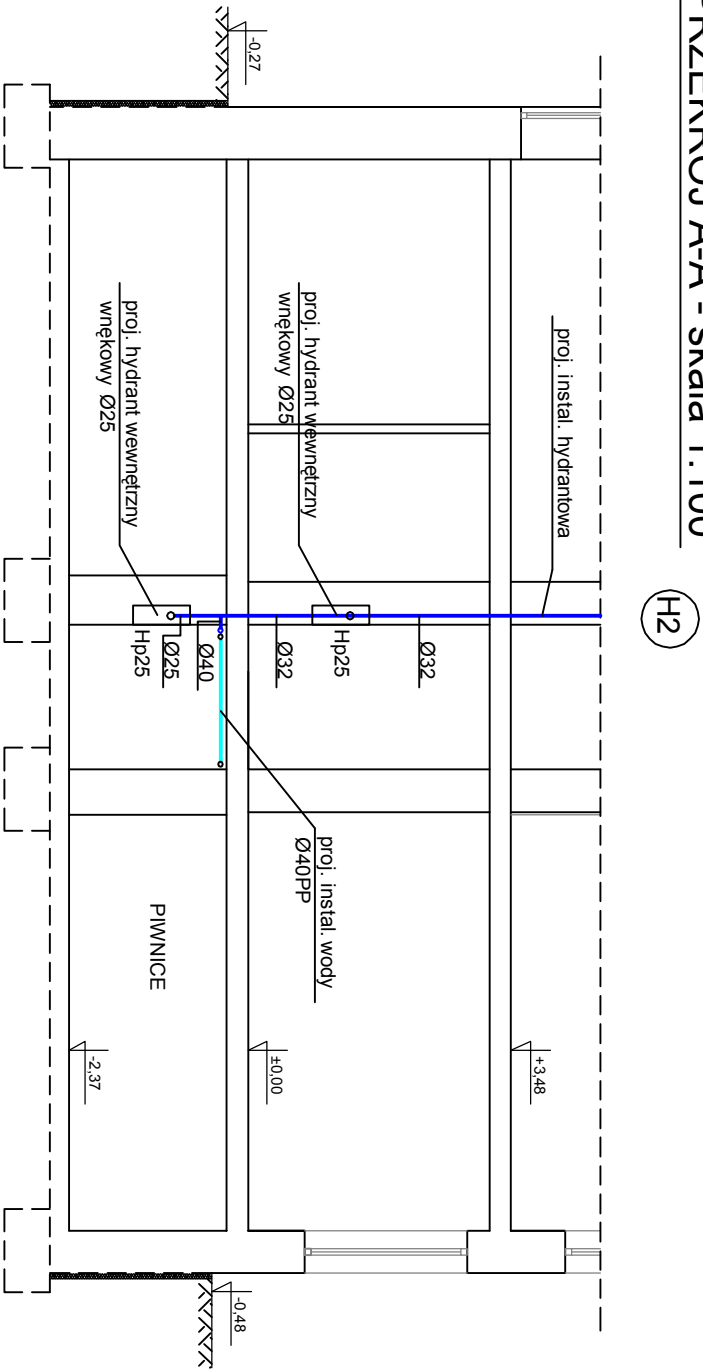 PRZEKRÓJ A-A - skala 1:100
H2
proj. instal. hydrantowa
+3,48
proj. hydrant wewnętrzny
wnękowy Ø25
Ø32
Hp25
Ø32
±0,00
proj. instal. wody
Ø40PP
proj. hydrant wewnętrzny
wnękowy Ø25
Ø40
Ø25
Hp25
PIWNICE
-2,37
-0,27
-0,48